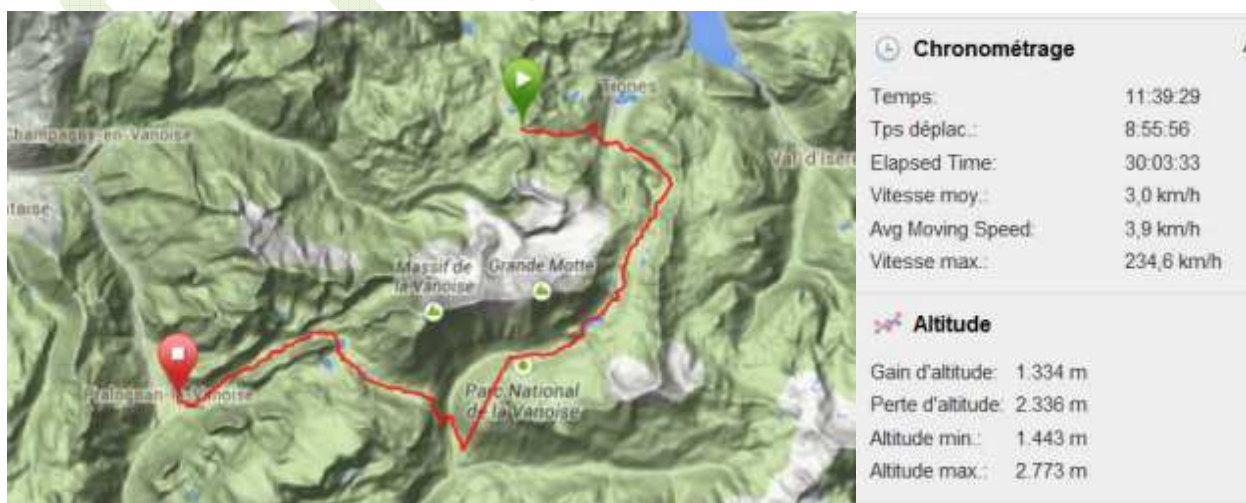 Tignes
Champagny-en-Vanoise
Val d'Isère
Massif de
la Vanoise
Grande Motte
Parc National
de la Vanoise
Chronométrage
Temps: 11:39:29
Tps déplac.: 8:55:56
Elapsed Time: 30:03:33
Vitesse moy.: 3,0 km/h
Avg Moving Speed: 3,9 km/h
Vitesse max.: 234,6 km/h
Altitude
Gain d'altitude: 1.334 m
Perte d'altitude: 2.336 m
Altitude min.: 1.443 m
Altitude max.: 2.773 m